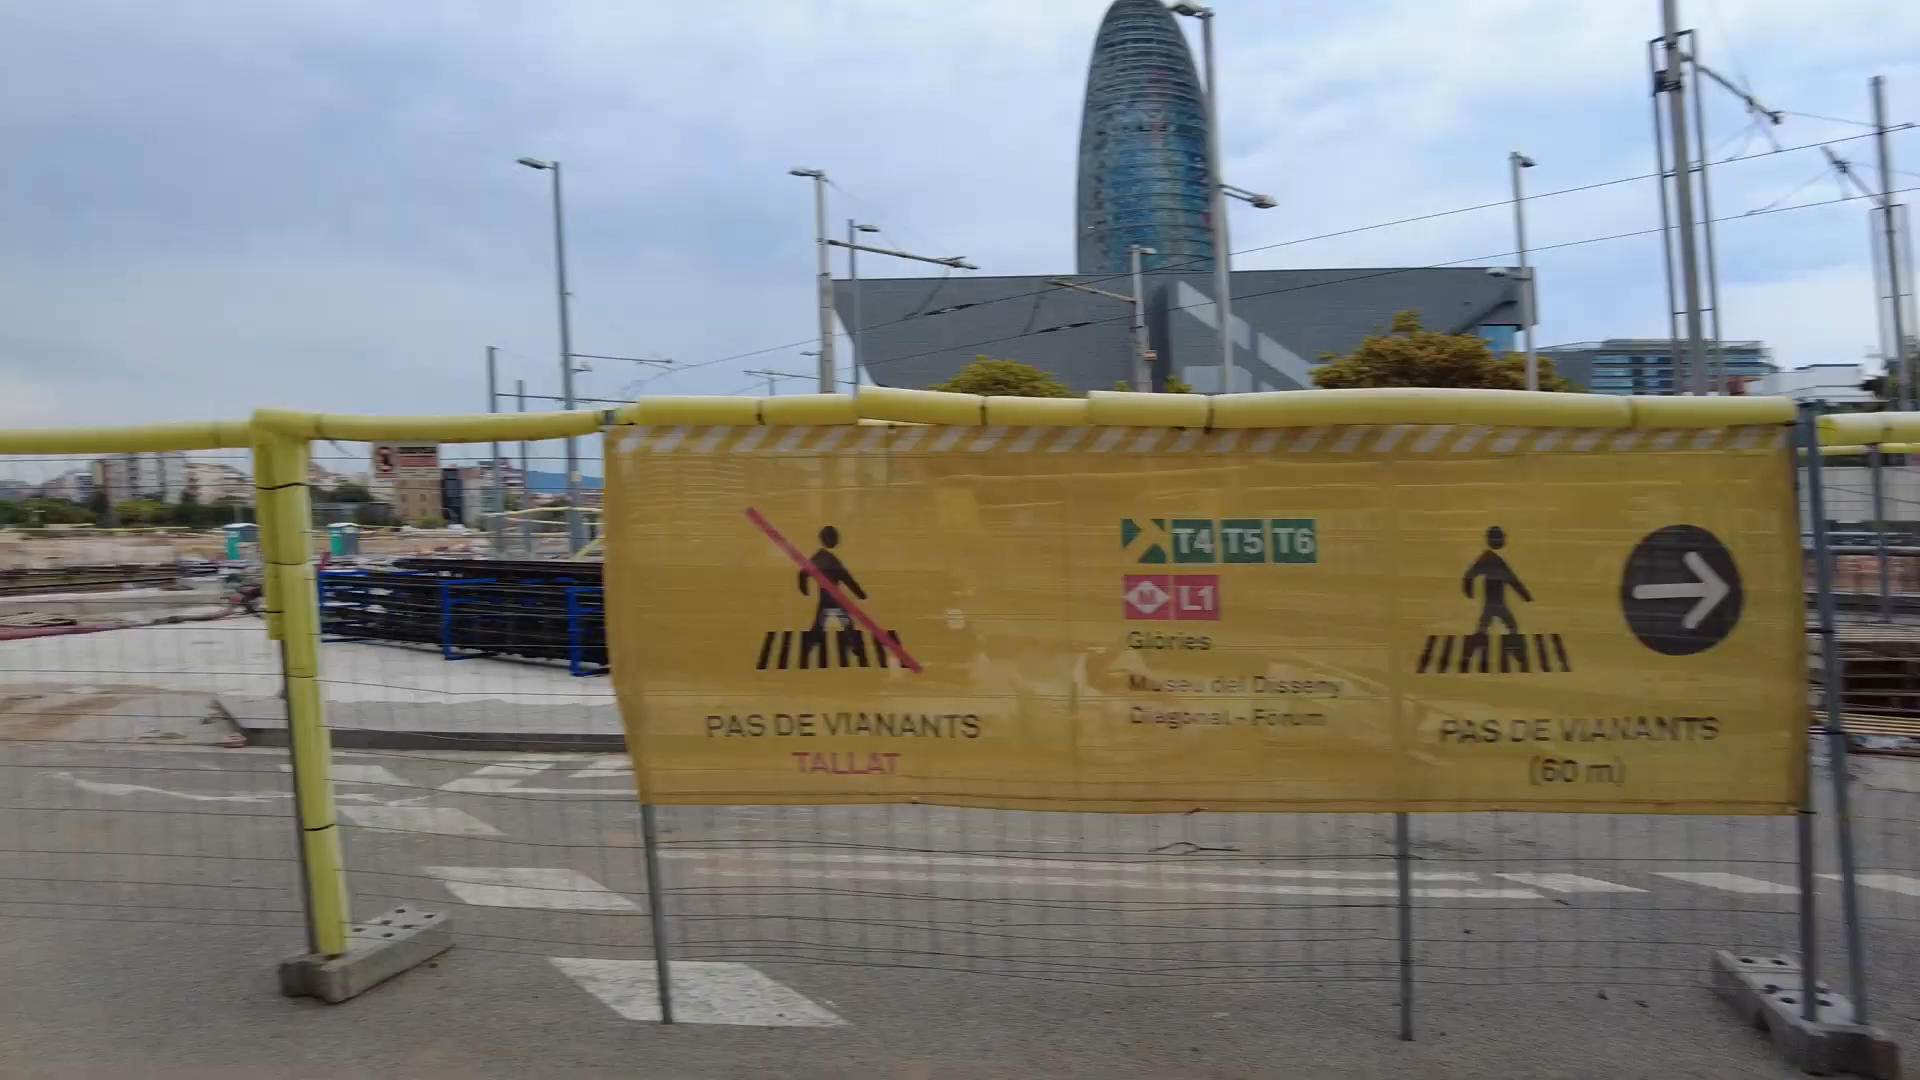 PAS DE VIANANTS
TALLAT
T4 T5 T6
M L1
Glòries
Museu del Disseny
Diagonal - Fòrum
PAS DE VIANANTS
(60 m)